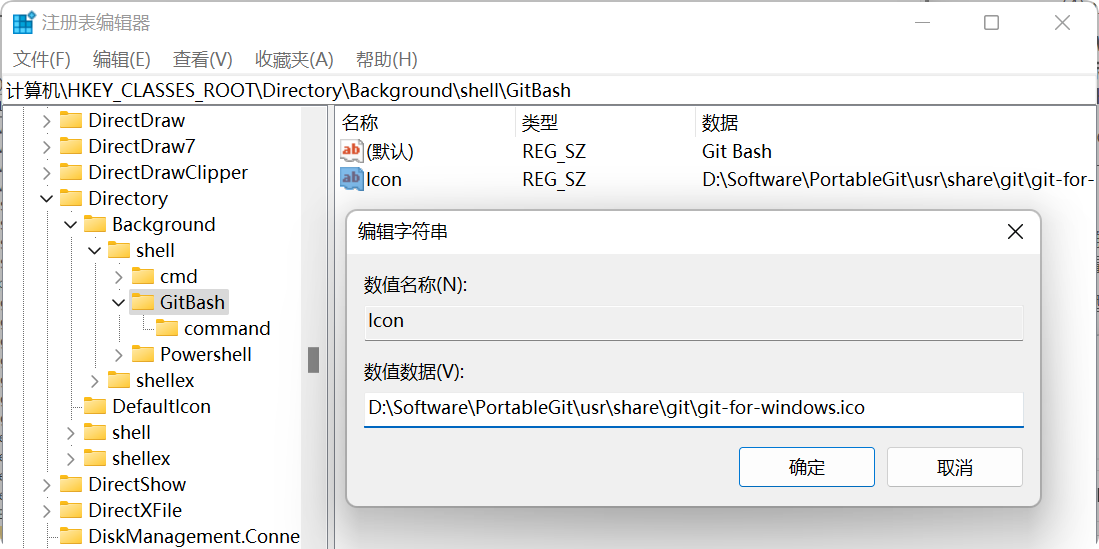 注册表编辑器
文件(F) 编辑(E) 查看(V) 收藏夹(A) 帮助(H)
计算机\HKEY_CLASSES_ROOT\Directory\Background\shell\GitBash
DirectDraw
DirectDraw7
DirectDrawClipper
Directory
Background
shell
cmd
GitBash
command
Powershell
shellex
DefaultIcon
shell
shellex
DirectShow
DirectXFile
DiskManagement.Conne
名称 类型 数据
ab (默认) REG_SZ Git Bash
ab Icon REG_SZ D:\Software\PortableGit\usr\share\git\git-for-
编辑字符串
数值名称(N):
Icon
数值数据(V):
D:\Software\PortableGit\usr\share\git\git-for-windows.ico
确定 取消